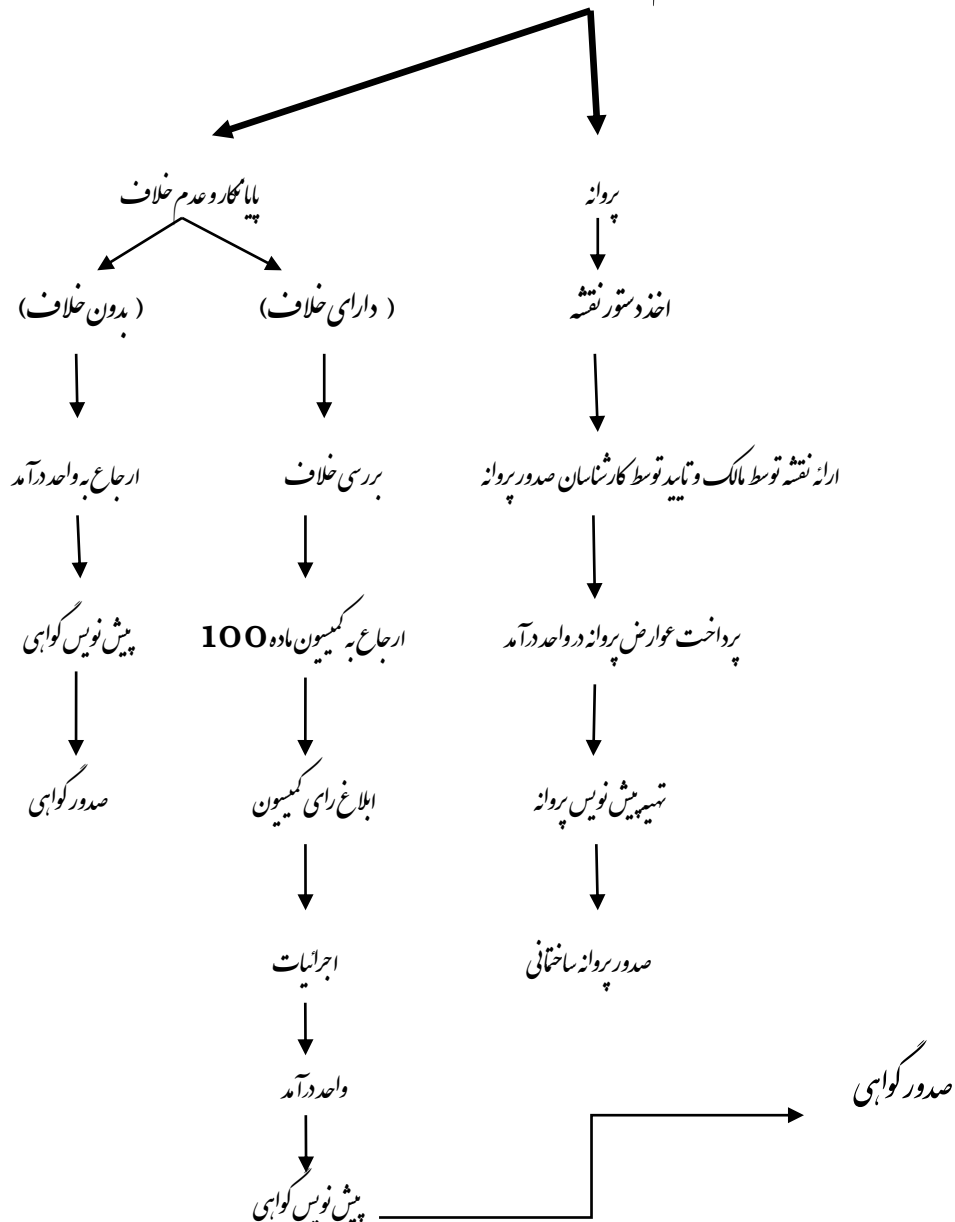 پروانه
پایانکار و عدم خلاف
اخذ دستور نقشه
( دارای خلاف)
( بدون خلاف)
ارائه نقشه توسط مالک و تایید توسط کارشناسان صدور پروانه
بررسی خلاف
ارجاع به واحد درآمد
پرداخت عوارض پروانه در واحد درآمد
ارجاع به کمیسیون ماده 100
پیش نویس گواهی
تهیه پیش نویس پروانه
ابلاغ رای کمیسیون
صدور گواهی
صدور پروانه ساختمانی
اجرائیات
واحد درآمد
صدور گواهی
پیش نویس گواهی